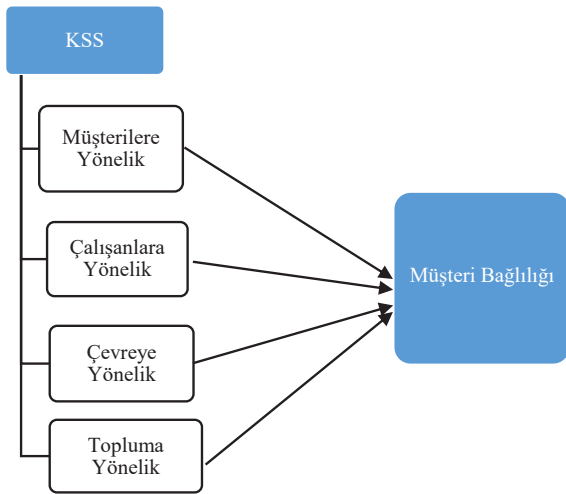 KSS
Müşterilere
Yönelik
Çalışanlara
Yönelik
Çevreye
Yönelik
Topluma
Yönelik
Müşteri Bağlılığı